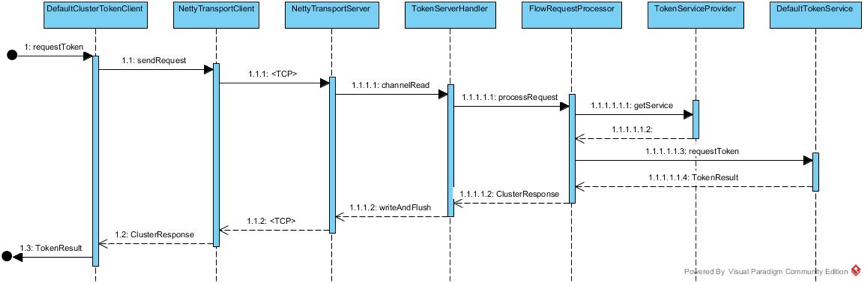 DefaultClusterTokenClient
NettyTransportClient
NettyTransportServer
TokenServerHandler
FlowRequestProcessor
TokenServiceProvider
DefaultTokenService
1: requestToken
1.1: sendRequest
1.1.1: <TCP>
1.1.1.1: channelRead
1.1.1.1.1: processRequest
1.1.1.1.1.1: getService
1.1.1.1.1.2:
1.1.1.1.1.3: requestToken
1.1.1.1.1.4: TokenResult
1.1.1.1.2: ClusterResponse
1.1.1.2: writeAndFlush
1.1.2: <TCP>
1.2: ClusterResponse
1.3: TokenResult
Powered By Visual Paradigm Community Edition